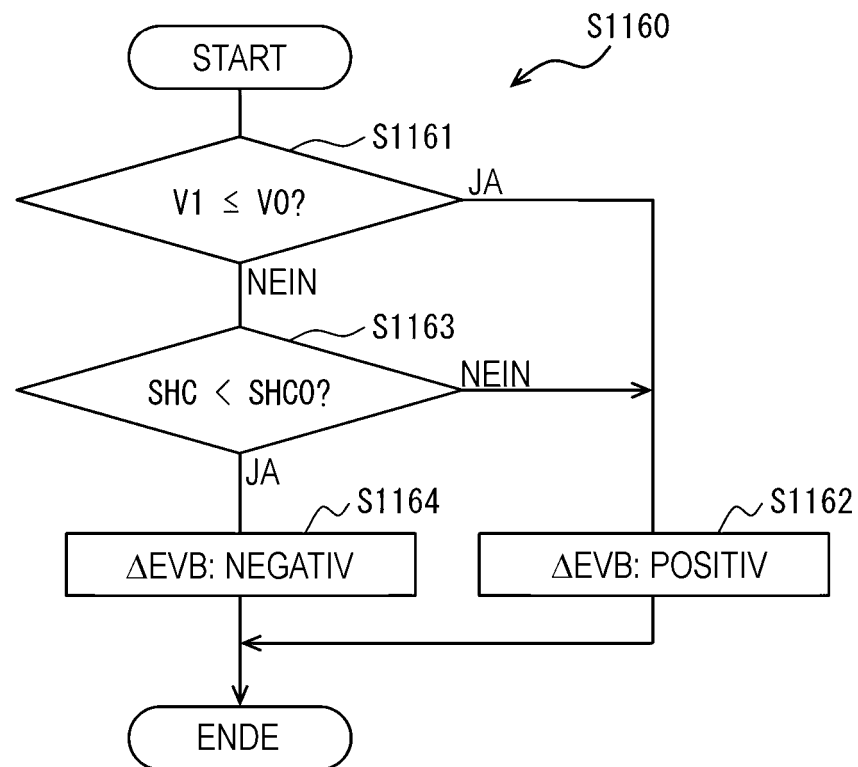 S1160
START
S1161
V1 ≤ V0?
JA
NEIN
S1163
SHC < SHC0?
NEIN
JA
S1164
S1162
ΔEVB: NEGATIV
ΔEVB: POSITIV
ENDE